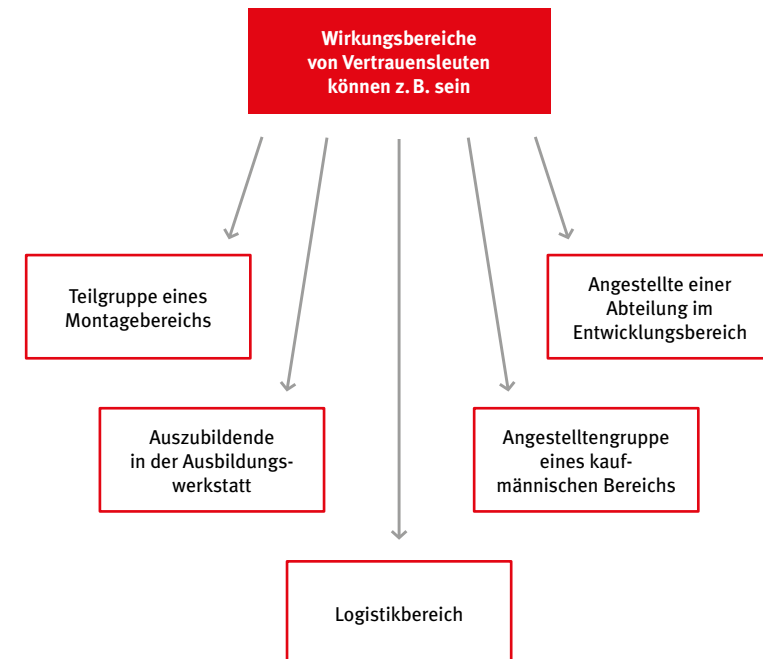 Wirkungsbereiche
von Vertrauensleuten
können z. B. sein
Teilgruppe eines
Montagebereichs
Angestellte einer
Abteilung im
Entwicklungsbereich
Auszubildende
in der Ausbildungs-
werkstatt
Angestelltengruppe
eines kauf-
männischen Bereichs
Logistikbereich